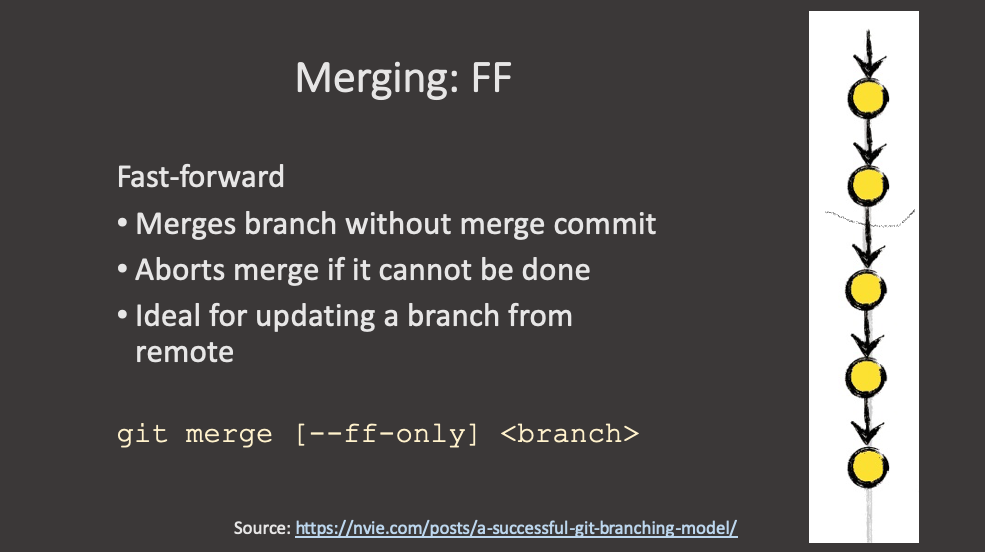 Merging: FF
Fast-forward
• Merges branch without merge commit
• Aborts merge if it cannot be done
• Ideal for updating a branch from
remote
git merge [--ff-only] <branch>
Source: https://nvie.com/posts/a-successful-git-branching-model/